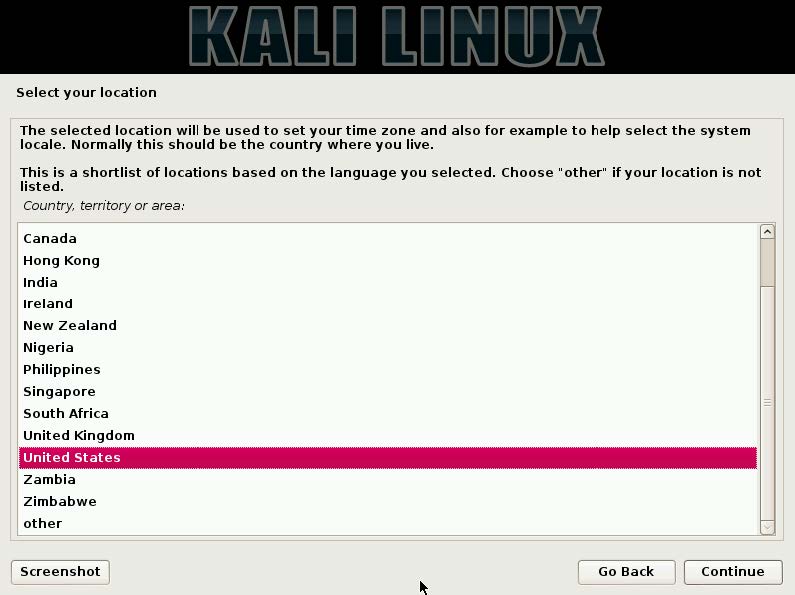 KALI LINUX
Select your location
The selected location will be used to set your time zone and also for example to help select the system
locale. Normally this should be the country where you live.
This is a shortlist of locations based on the language you selected. Choose "other" if your location is not
listed.
Country, territory or area:
Canada
Hong Kong
India
Ireland
New Zealand
Nigeria
Philippines
Singapore
South Africa
United Kingdom
United States
Zambia
Zimbabwe
other
Screenshot
Go Back
Continue